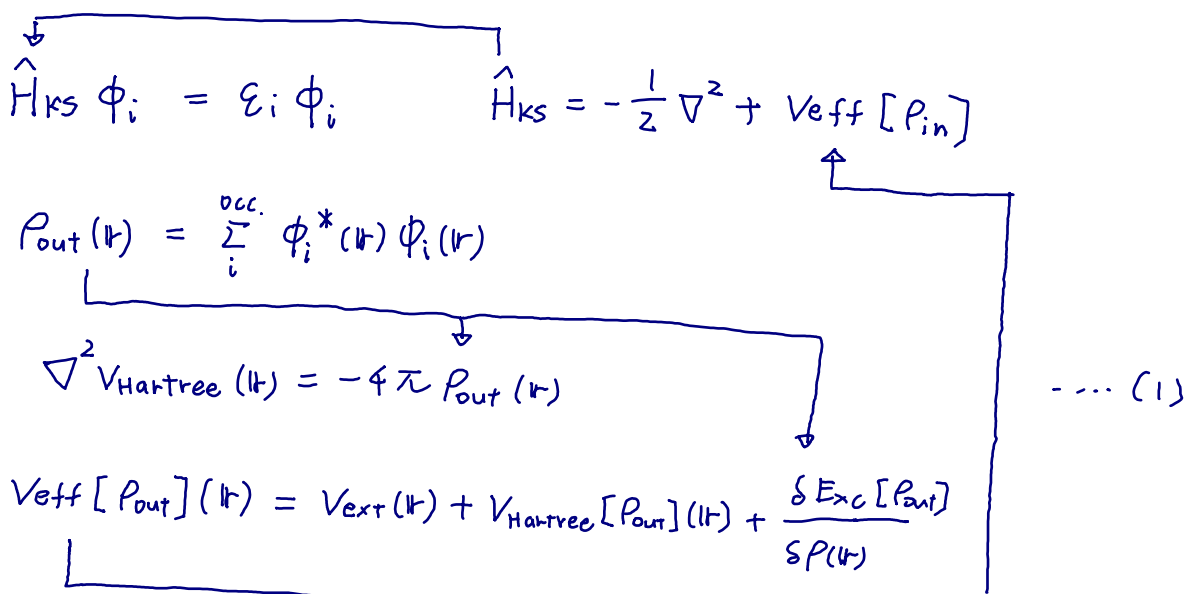 Ĥ_KS ϕ_i = ε_i ϕ_i    Ĥ_KS = -1/2 ∇² + Veff [ρ_in]
ρ_out(𝕣) = Σ_i^occ. ϕ_i*(𝕣) ϕ_i(𝕣)
∇² V_Hartree(𝕣) = -4π ρ_out(𝕣)
---- (1)
Veff [ρ_out](𝕣) = V_ext(𝕣) + V_Hartree[ρ_out](𝕣) + δE_xc[ρ_out] / δρ(𝕣)